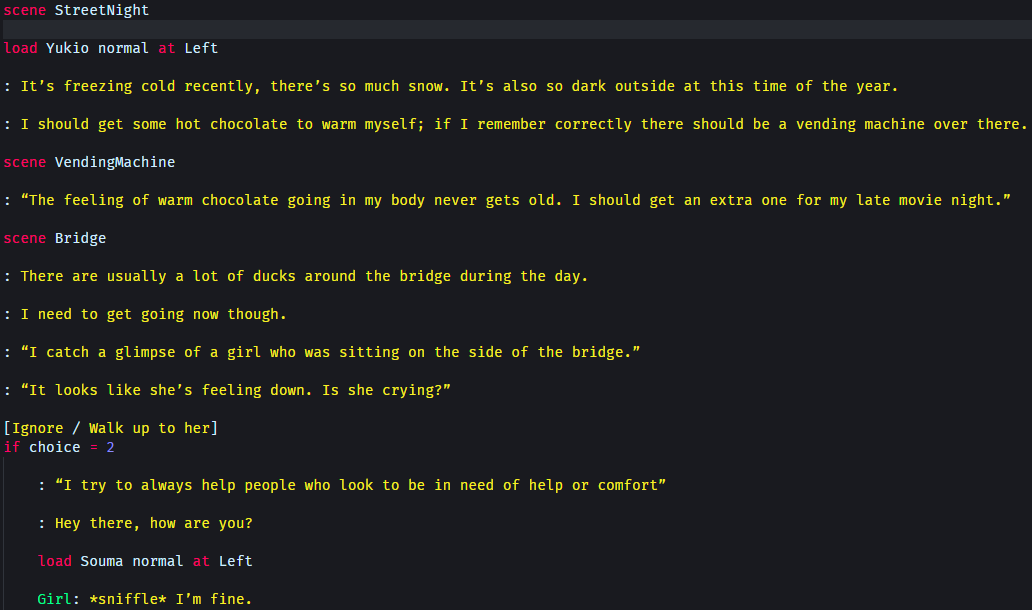 scene StreetNight
load Yukio normal at Left
: It’s freezing cold recently, there’s so much snow. It’s also so dark outside at this time of the year.
: I should get some hot chocolate to warm myself; if I remember correctly there should be a vending machine over there.
scene VendingMachine
: “The feeling of warm chocolate going in my body never gets old. I should get an extra one for my late movie night.”
scene Bridge
: There are usually a lot of ducks around the bridge during the day.
: I need to get going now though.
: “I catch a glimpse of a girl who was sitting on the side of the bridge.”
: “It looks like she’s feeling down. Is she crying?”
[Ignore / Walk up to her]
if choice = 2
: “I try to always help people who look to be in need of help or comfort”
: Hey there, how are you?
load Souma normal at Left
Girl: *sniffle* I’m fine.